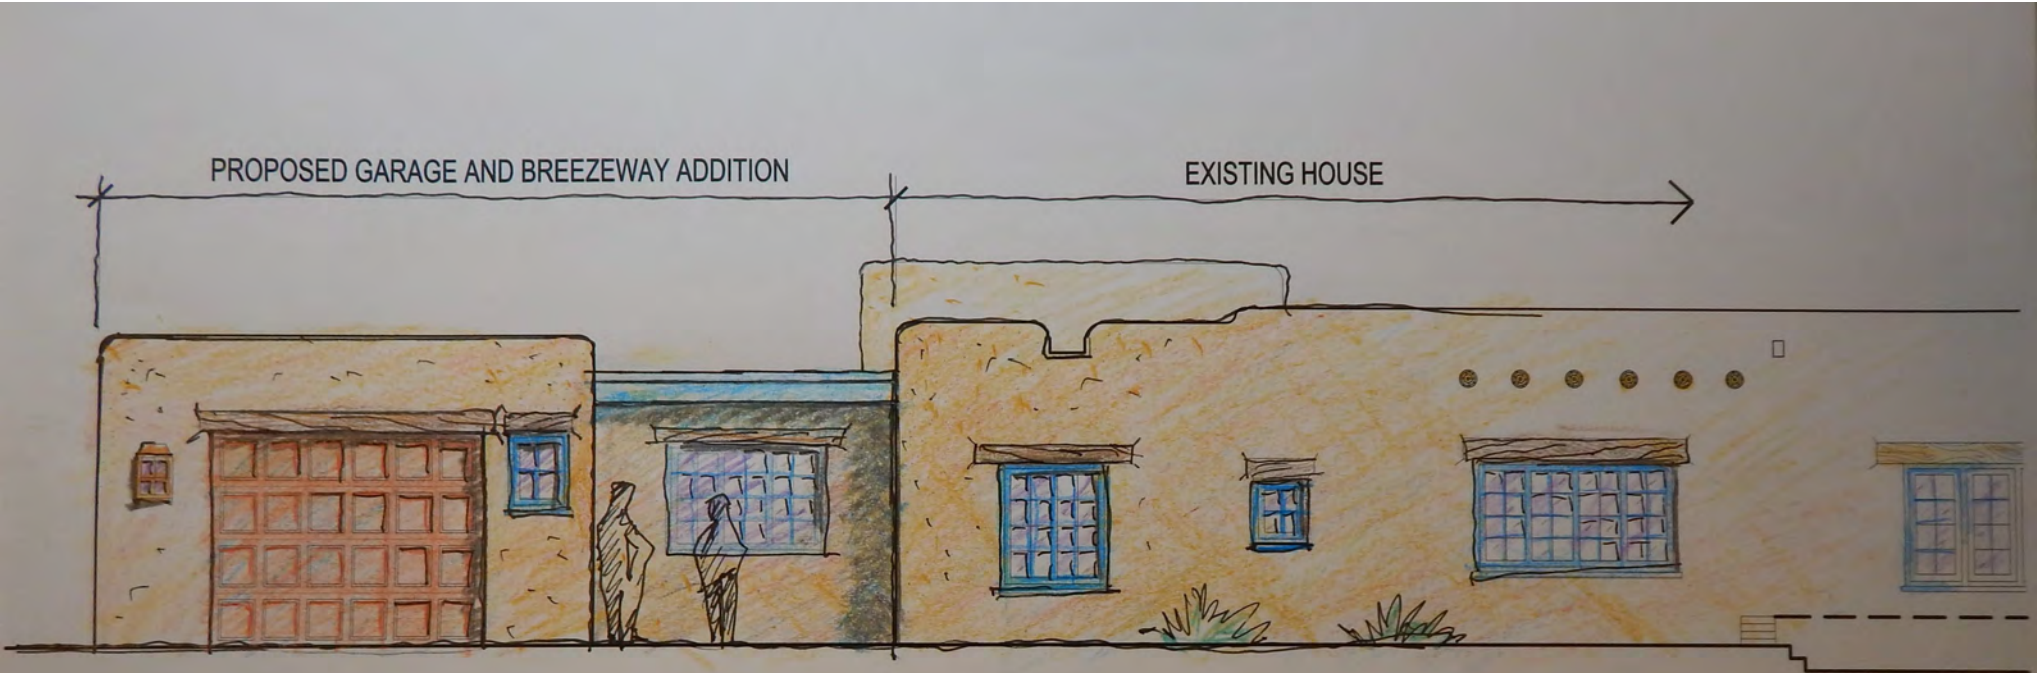 PROPOSED GARAGE AND BREEZEWAY ADDITION
EXISTING HOUSE